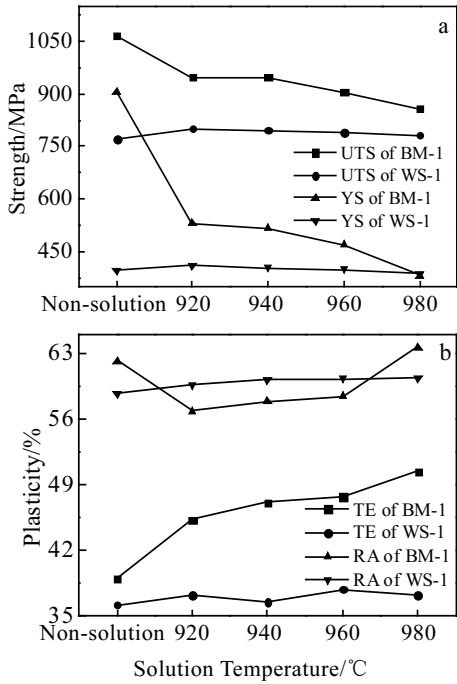 a
1050
900
750
600
450
Strength/MPa
UTS of BM-1
UTS of WS-1
YS of BM-1
YS of WS-1
Non-solution 920 940 960 980
b
63
56
49
42
35
Plasticity/%
TE of BM-1
TE of WS-1
RA of BM-1
RA of WS-1
Non-solution 920 940 960 980
Solution Temperature/℃